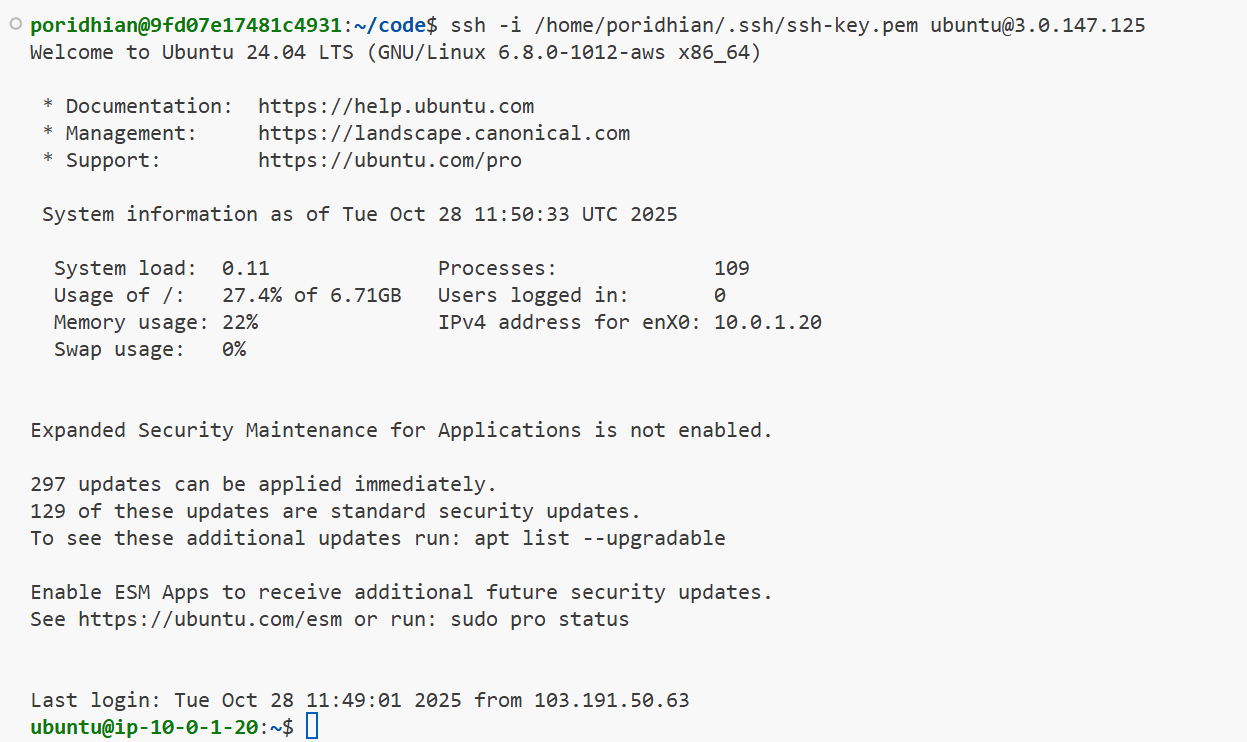 poridhian@9fd07e17481c4931:~/code$ ssh -i /home/poridhian/.ssh/ssh-key.pem ubuntu@3.0.147.125
Welcome to Ubuntu 24.04 LTS (GNU/Linux 6.8.0-1012-aws x86_64)
* Documentation:  https://help.ubuntu.com
* Management:     https://landscape.canonical.com
* Support:        https://ubuntu.com/pro
System information as of Tue Oct 28 11:50:33 UTC 2025
System load:  0.11              Processes:             109
Usage of /:   27.4% of 6.71GB   Users logged in:       0
Memory usage: 22%               IPv4 address for enX0: 10.0.1.20
Swap usage:   0%
Expanded Security Maintenance for Applications is not enabled.
297 updates can be applied immediately.
129 of these updates are standard security updates.
To see these additional updates run: apt list --upgradable
Enable ESM Apps to receive additional future security updates.
See https://ubuntu.com/esm or run: sudo pro status
Last login: Tue Oct 28 11:49:01 2025 from 103.191.50.63
ubuntu@ip-10-0-1-20:~$